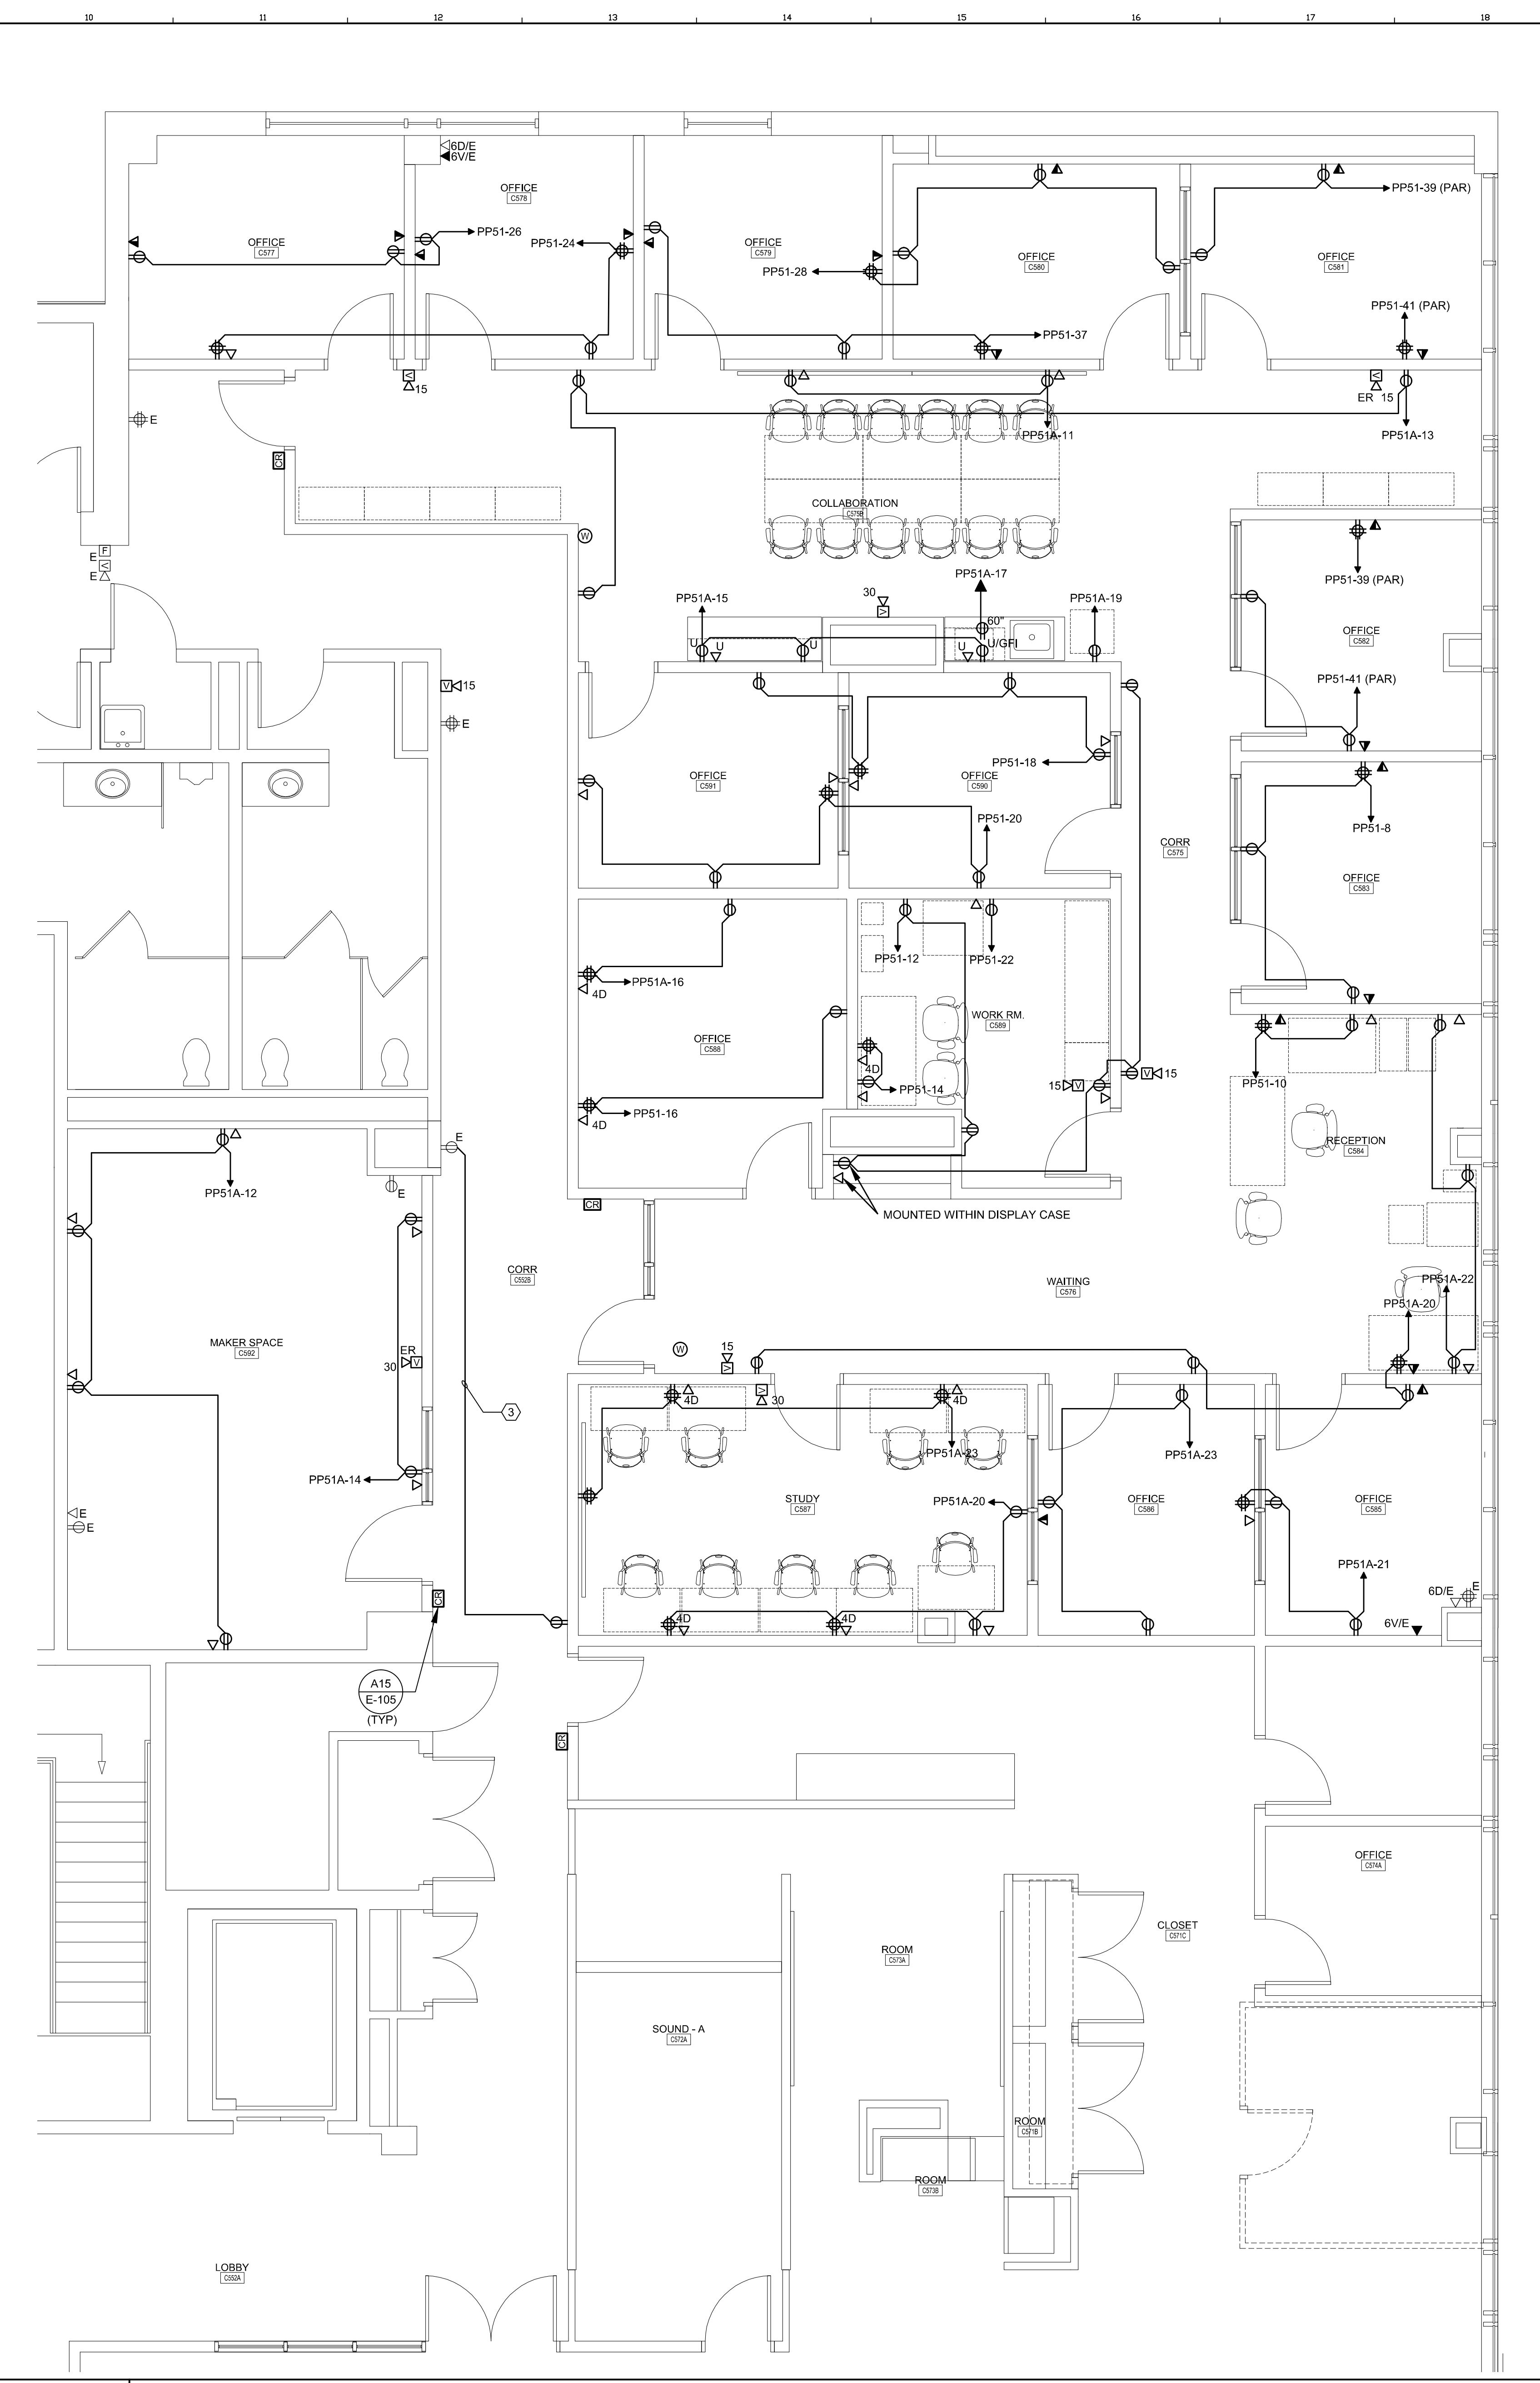 10 11 12 13 14 15 16 17 18
6D/E
6V/E
OFFICE
C578
OFFICE
C577
PP51-26
PP51-24
OFFICE
C579
PP51-28
OFFICE
C580
OFFICE
C581
PP51-39 (PAR)
PP51-41 (PAR)
PP51-37
V
15
V
ER 15
E
CR
PP51A-11
PP51A-13
COLLABORATION
C575B
W
E
F
V
E
PP51A-15
30
V
PP51A-17
60"
PP51A-19
U
U
U
U
U/GFI
PP51-39 (PAR)
OFFICE
C582
PP51-41 (PAR)
V
15
E
OFFICE
C591
OFFICE
C590
PP51-18
PP51-20
PP51-8
CORR
C575
OFFICE
C583
PP51-12
PP51-22
PP51A-16
4D
OFFICE
C588
WORK RM.
C589
4D
PP51-14
15
V
V
15
PP51-10
PP51-16
4D
RECEPTION
C584
E
E
PP51A-12
CR
MOUNTED WITHIN DISPLAY CASE
CORR
C552B
WAITING
C576
PP51A-22
PP51A-20
MAKER SPACE
C592
ER
30
V
W
15
V
V
30
3
4D
4D
PP51A-23
PP51A-23
PP51A-14
STUDY
C587
PP51A-20
OFFICE
C586
OFFICE
C585
E
E
PP51A-21
6D/E
E
6V/E
4D
4D
CR
A15
E-105
(TYP)
CR
OFFICE
C574A
ROOM
C573A
CLOSET
C571C
SOUND - A
C572A
ROOM
C571B
ROOM
C573B
LOBBY
C552A